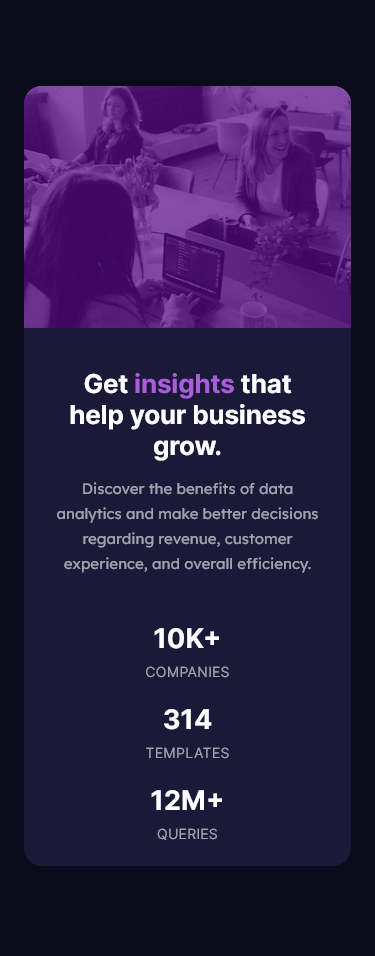 Get insights that
help your business
grow.
Discover the benefits of data
analytics and make better decisions
regarding revenue, customer
experience, and overall efficiency.
10K+
COMPANIES
314
TEMPLATES
12M+
QUERIES